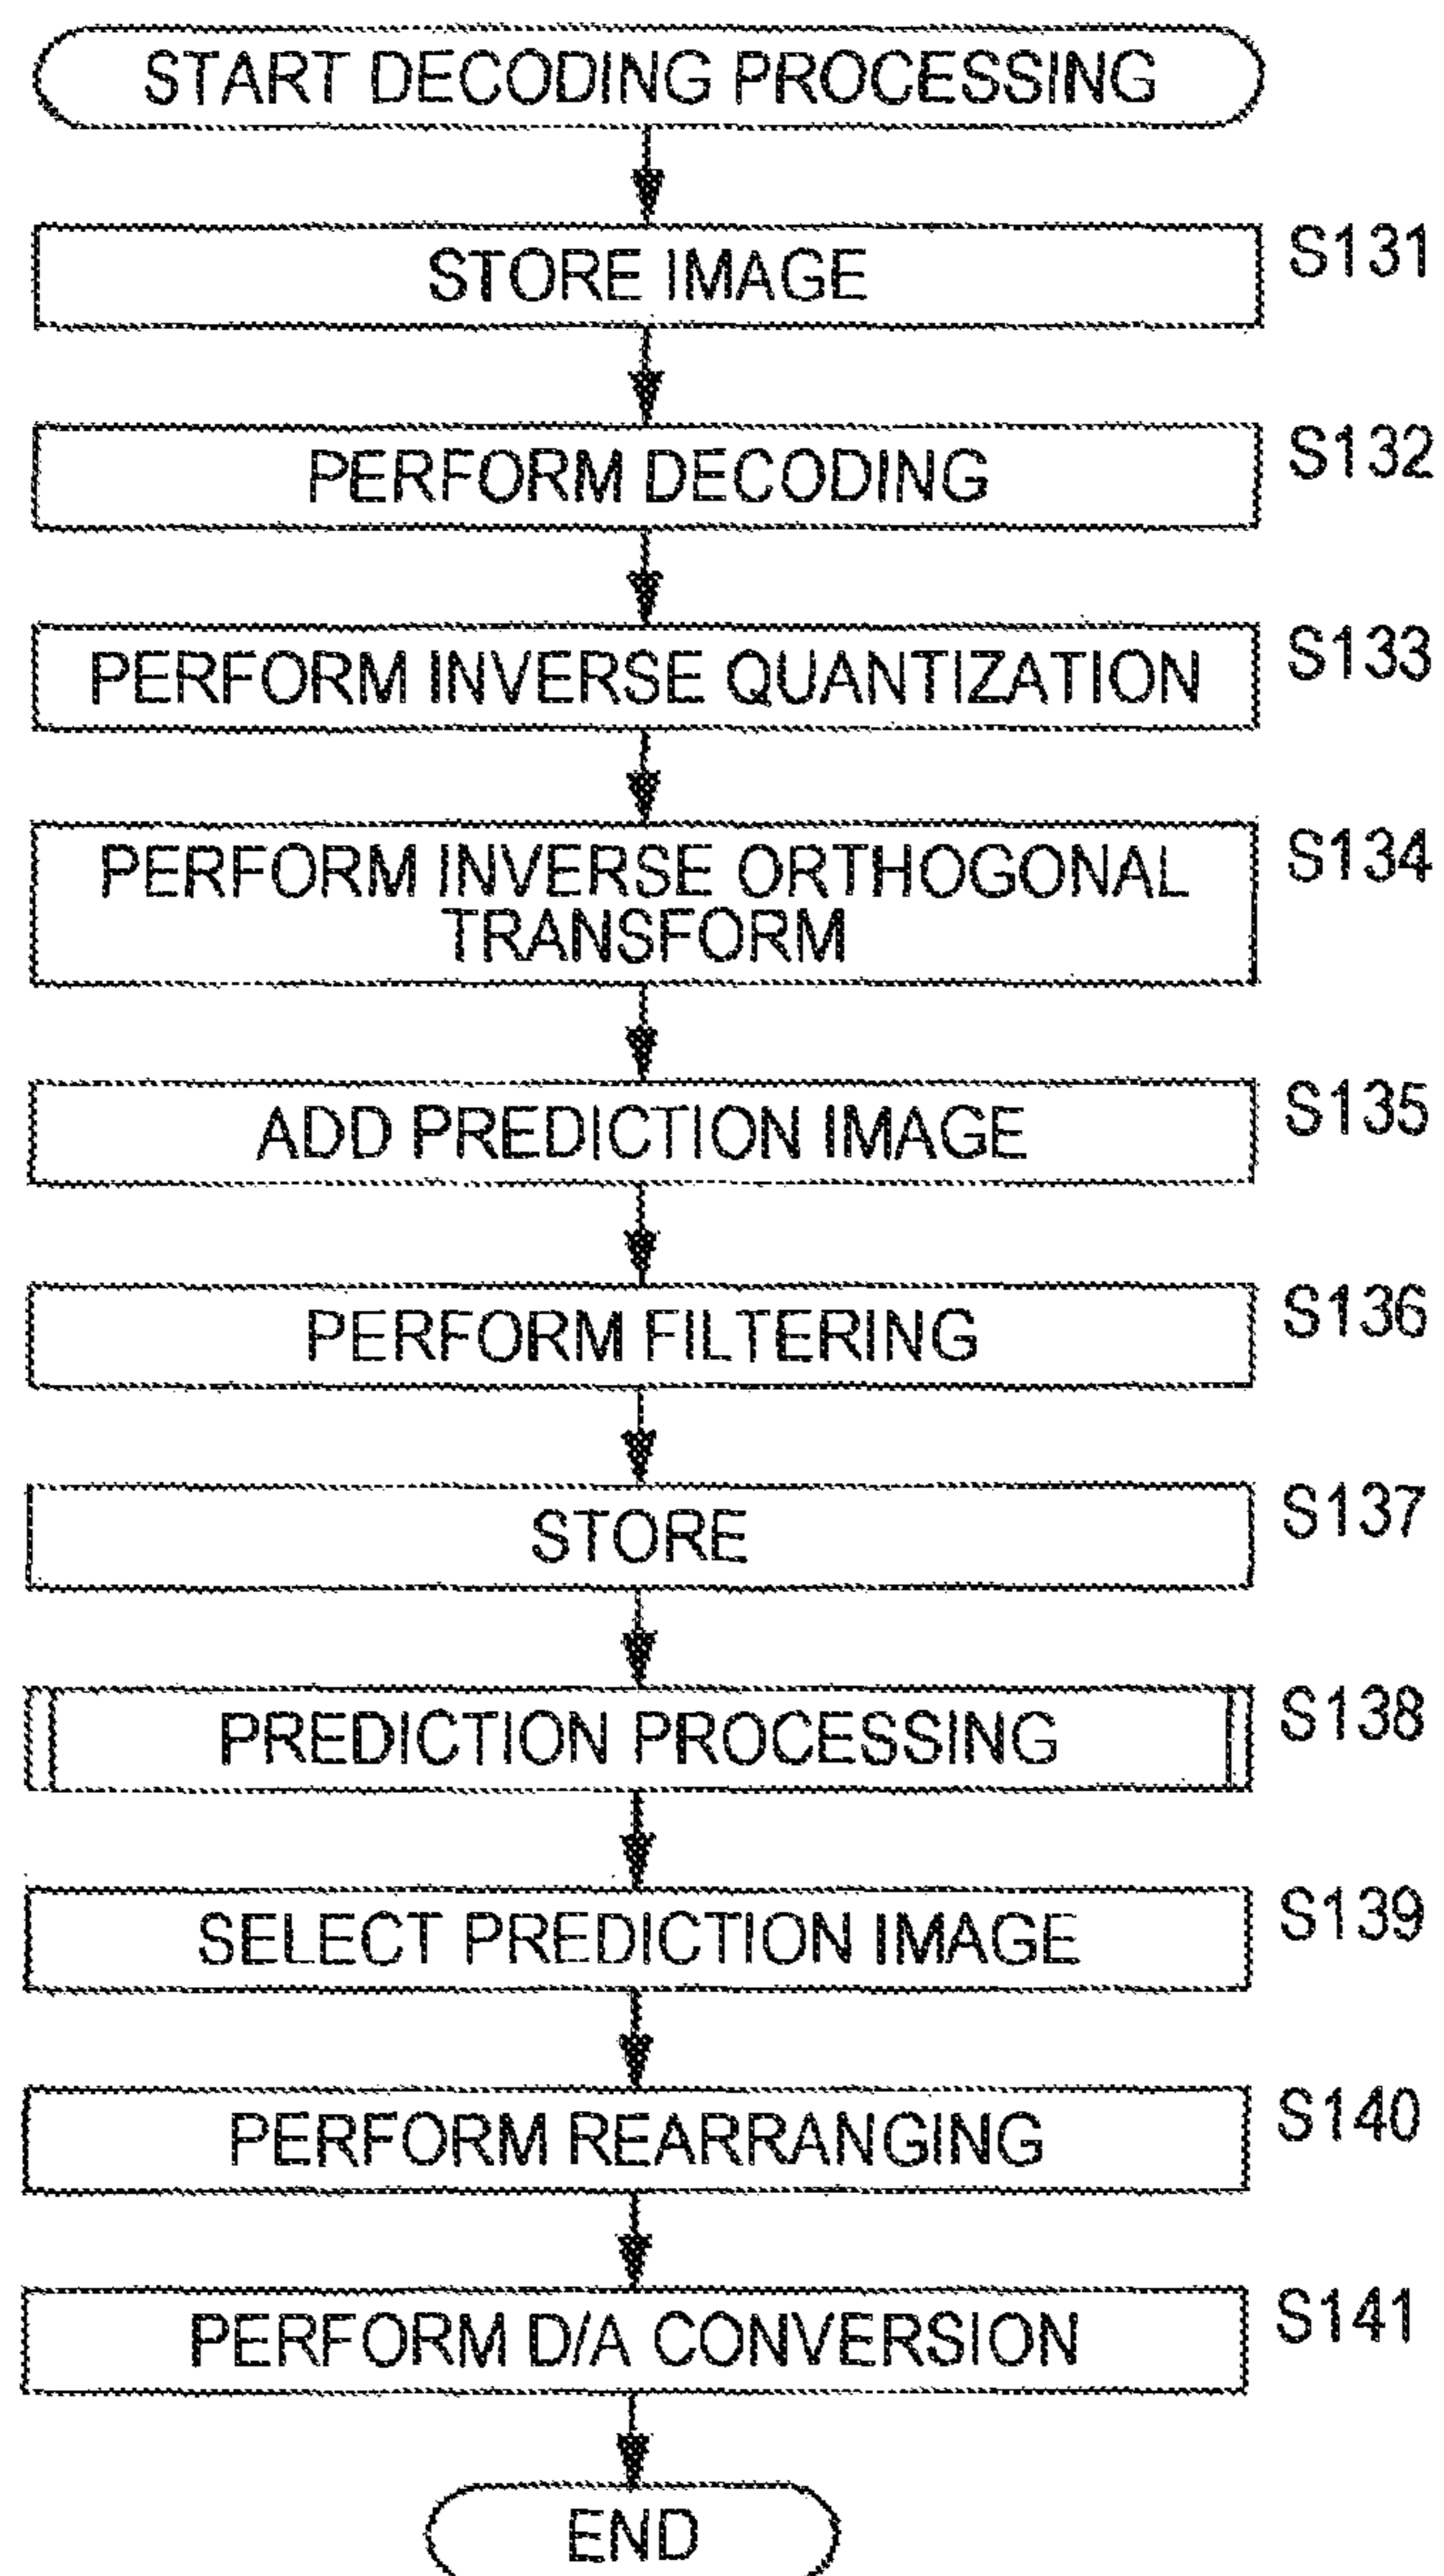 START DECODING PROCESSING
STORE IMAGE
S131
PERFORM DECODING
S132
PERFORM INVERSE QUANTIZATION
S133
PERFORM INVERSE ORTHOGONAL
TRANSFORM
S134
ADD PREDICTION IMAGE
S135
PERFORM FILTERING
S136
STORE
S137
PREDICTION PROCESSING
S138
SELECT PREDICTION IMAGE
S139
PERFORM REARRANGING
S140
PERFORM D/A CONVERSION
S141
END